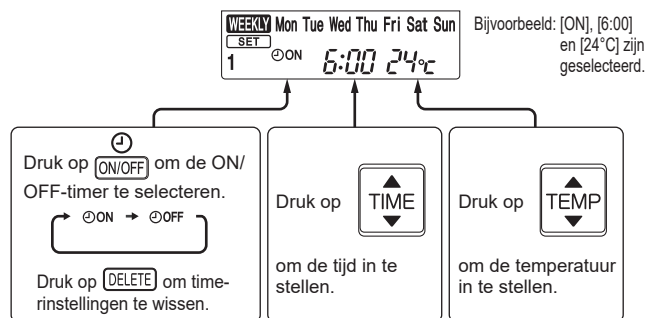 WEEKLY Mon Tue Wed Thu Fri Sat Sun
SET
1 ON 6:00 24°C
Bijvoorbeeld: [ON], [6:00]
en [24°C] zijn
geselecteerd.
Druk op ON/OFF om de ON/
OFF-timer te selecteren.
ON → OFF
Druk op DELETE om time-
rinstellingen te wissen.
Druk op TIME
om de tijd in te
stellen.
Druk op TEMP
om de temperatuur
in te stellen.